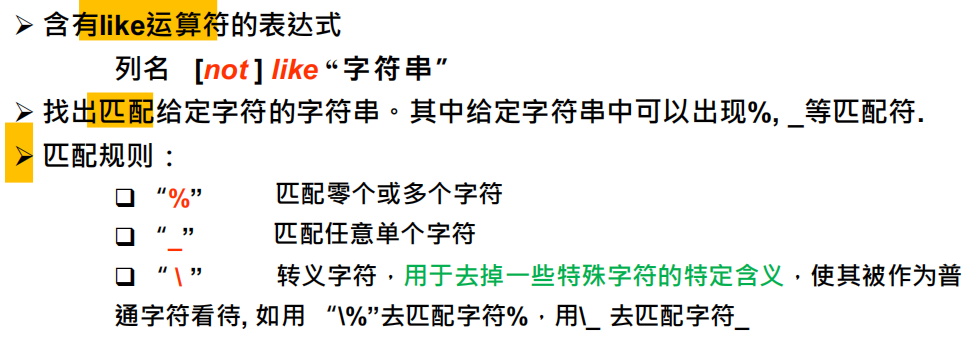 ➢ 含有like运算符的表达式
列名 [not ] like “字符串”
➢ 找出匹配给定字符的字符串。其中给定字符串中可以出现%, _等匹配符.
➢ 匹配规则：
❑ “%” 匹配零个或多个字符
❑ “_” 匹配任意单个字符
❑ “ \ ” 转义字符，用于去掉一些特殊字符的特定含义，使其被作为普
通字符看待, 如用 “\%”去匹配字符%，用\_ 去匹配字符_